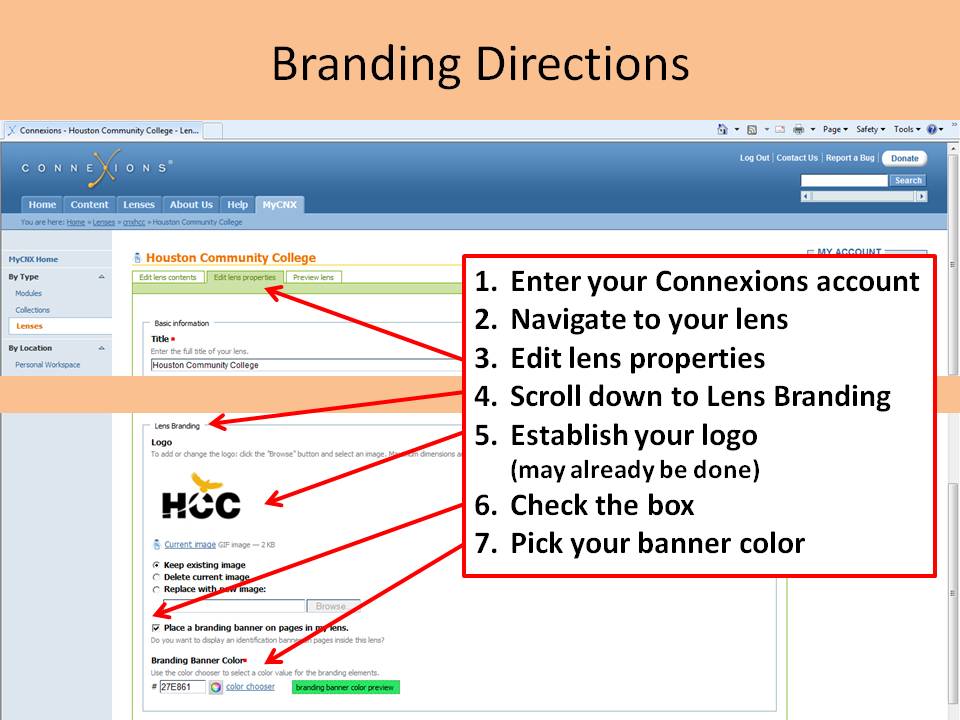 Branding Directions
Connexions - Houston Community College - Len...
Page Safety Tools
CONNEXIONS®
Log Out | Contact Us | Report a Bug | Donate
Search
Home Content Lenses About Us Help MyCNX
You are here: Home » Lenses » cnxhcc » Houston Community College
MyCNX Home
By Type
Modules
Collections
Lenses
By Location
Personal Workspace
Houston Community College
MY ACCOUNT
Edit lens contents Edit lens properties Preview lens
Basic information
Title
Enter the full title of your lens.
Houston Community College
1. Enter your Connexions account
2. Navigate to your lens
3. Edit lens properties
4. Scroll down to Lens Branding
5. Establish your logo
(may already be done)
6. Check the box
7. Pick your banner color
Lens Branding
Logo
To add or change the logo: click the "Browse" button and select an image. Maximum dimensions
HCC
Current image GIF image — 2 KB
Keep existing image
Delete current image
Replace with new image:
Browse
Place a branding banner on pages in my lens.
Do you want to display an identification banner on pages inside this lens?
Branding Banner Color
Use the color chooser to select a color value for the branding elements.
# 27E861 color chooser branding banner color preview